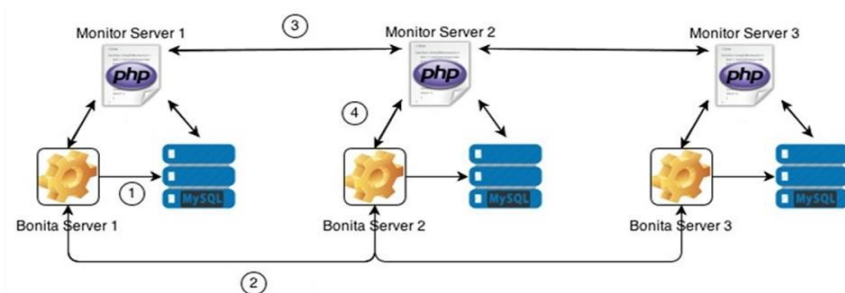 Monitor Server 1
3
Monitor Server 2
Monitor Server 3
php
php
php
4
1
MySQL
MySQL
MySQL
Bonita Server 1
Bonita Server 2
Bonita Server 3
2